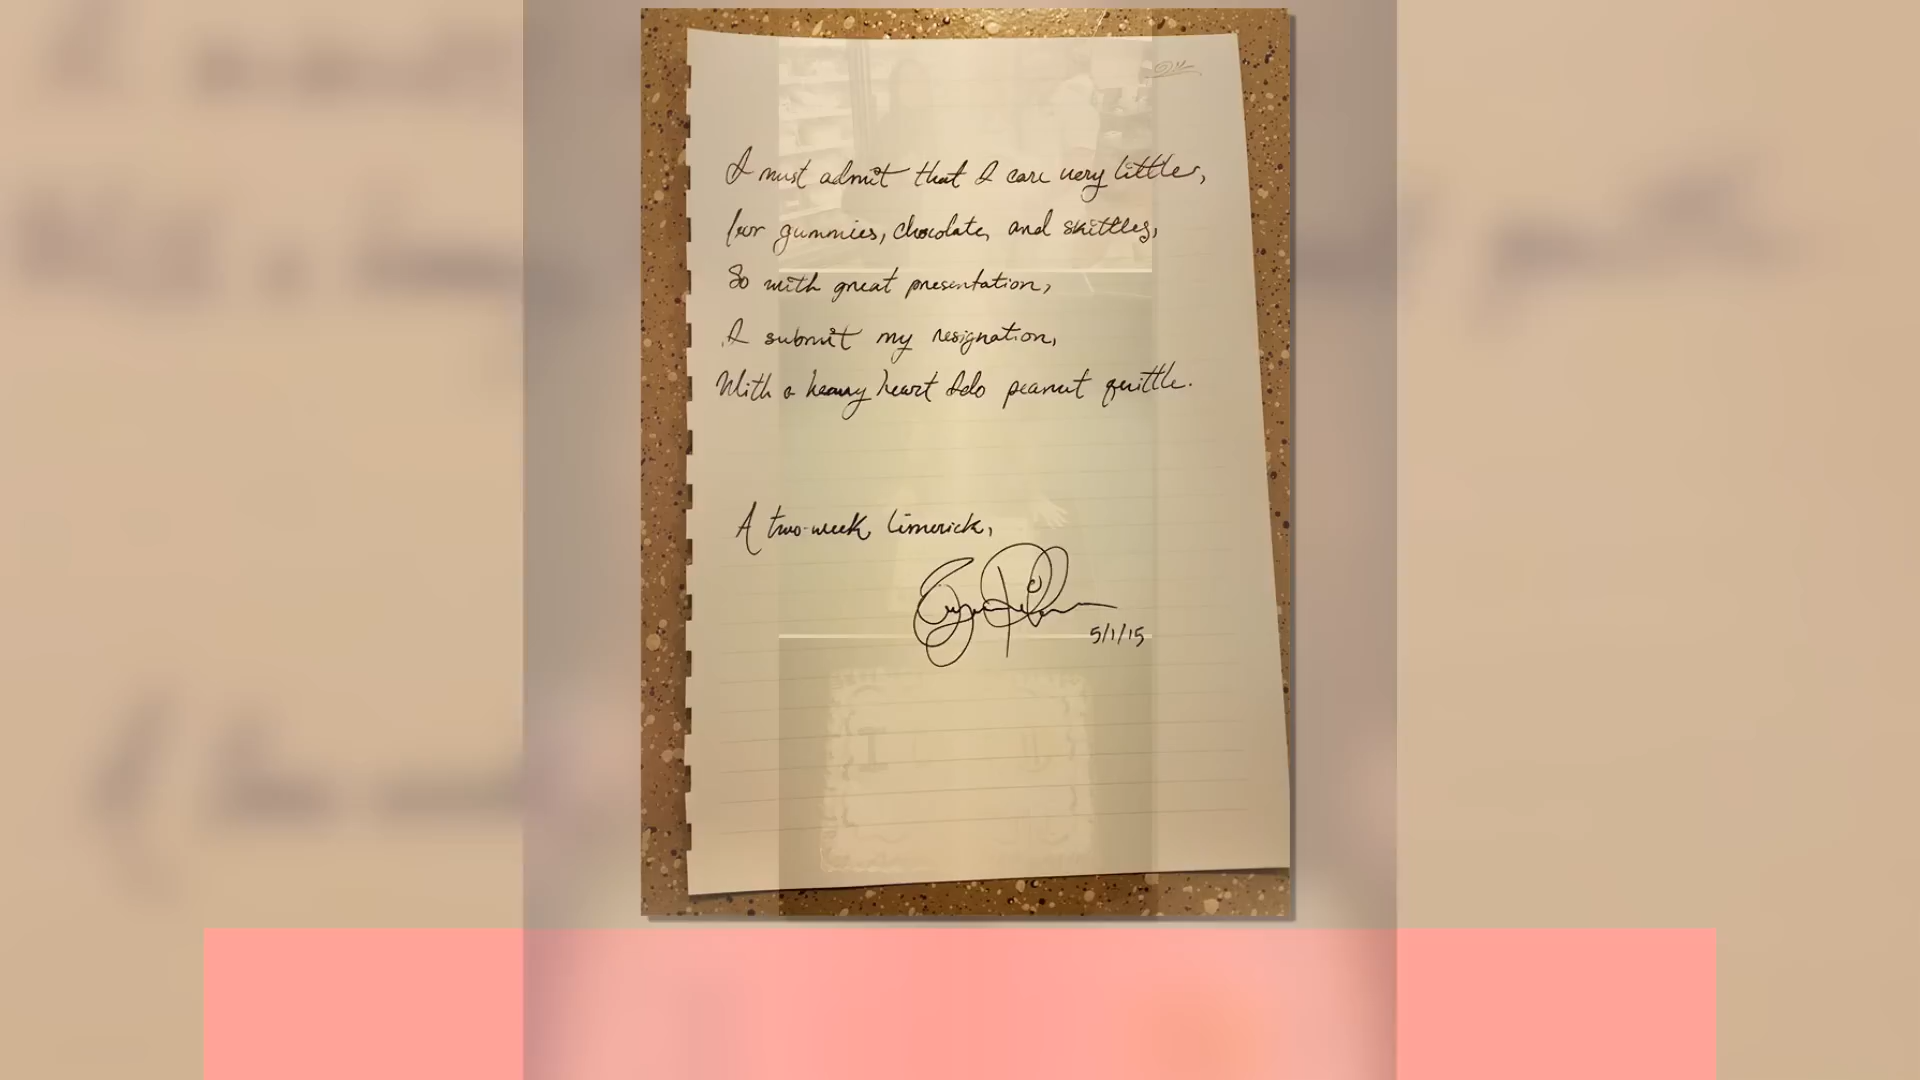 I must admit that I care very little,
for gummies, chocolate, and skittles,
So with great presentation,
I submit my resignation,
With a heavy heart I do peanut quittle.
A two-week limerick,
5/1/15